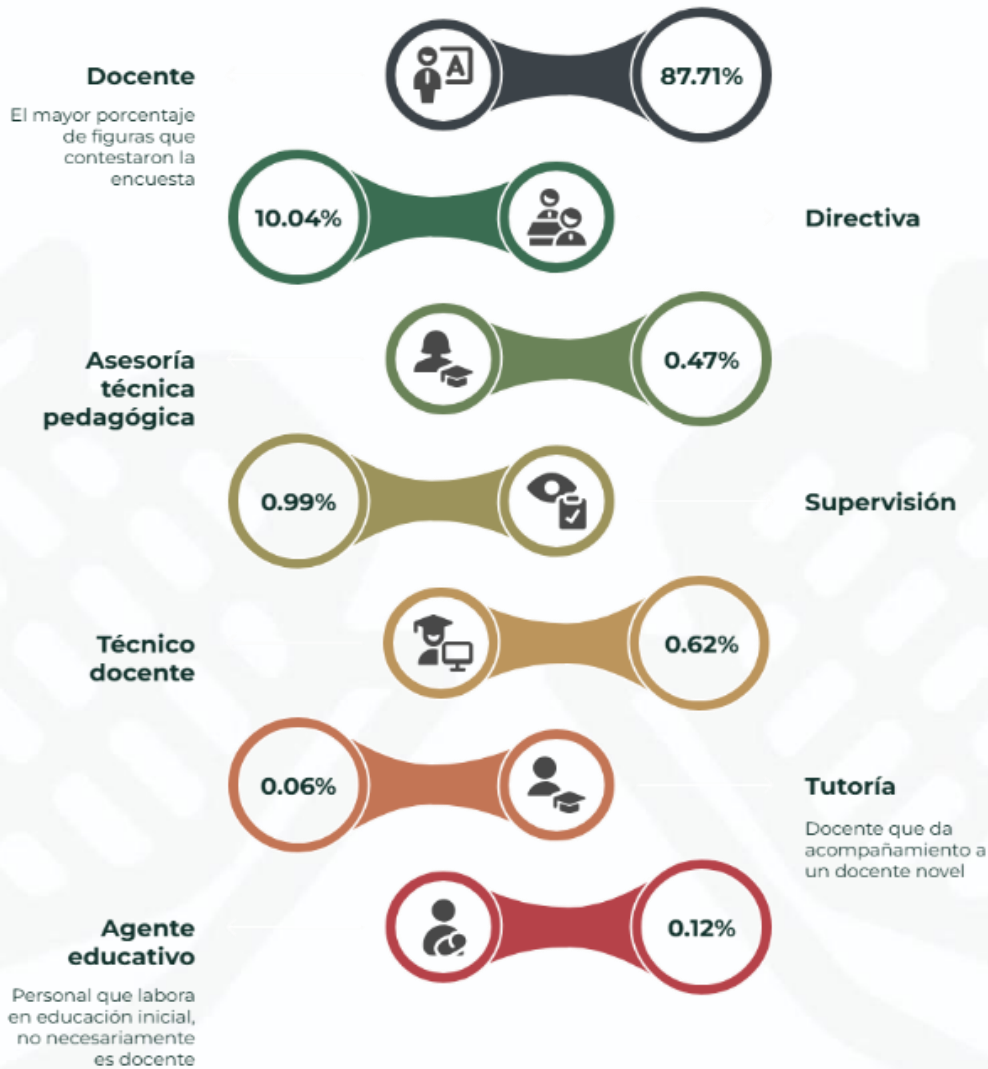 Docente
El mayor porcentaje
de figuras que
contestaron la
encuesta
A
87.71%
10.04%
Directiva
Asesoría
técnica
pedagógica
0.47%
0.99%
Supervisión
Técnico
docente
0.62%
0.06%
Tutoría
Docente que da
acompañamiento a
un docente novel
Agente
educativo
Personal que labora
en educación inicial,
no necesariamente
es docente
0.12%